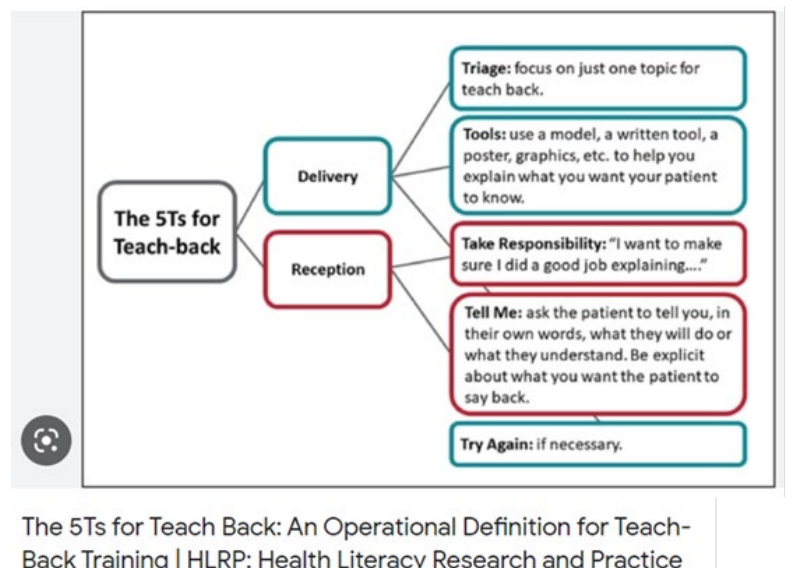 The 5Ts for
Teach-back
Delivery
Reception
Triage: focus on just one topic for
teach back.
Tools: use a model, a written tool, a
poster, graphics, etc. to help you
explain what you want your patient
to know.
Take Responsibility: “I want to make
sure I did a good job explaining....”
Tell Me: ask the patient to tell you, in
their own words, what they will do or
what they understand. Be explicit
about what you want the patient to
say back.
Try Again: if necessary.
The 5Ts for Teach Back: An Operational Definition for Teach-
Back Training | HLRP: Health Literacy Research and Practice